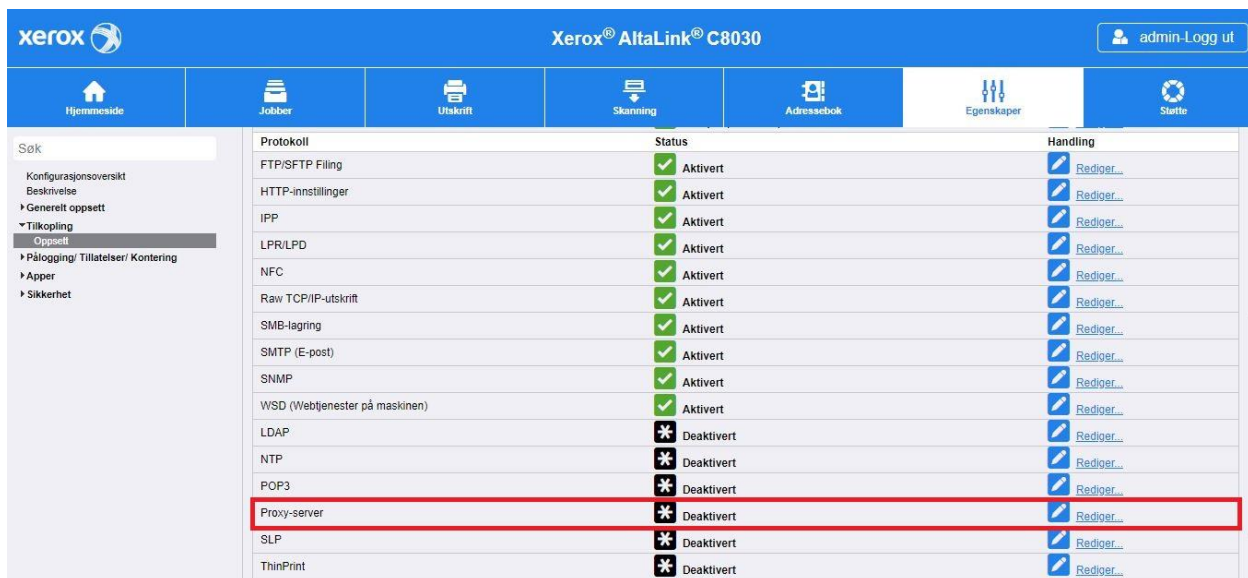 xerox
Xerox® AltaLink® C8030
admin-Logg ut
Hjemmeside Jobber Utskrift Skanning Adressebok Egenskaper Støtte
Søk
Konfigurasjonsoversikt
Beskrivelse
Generelt oppsett
Tilkopling
Oppsett
Pålogging/ Tillatelser/ Kontering
Apper
Sikkerhet
Protokoll Status Handling
FTP/SFTP Filing Aktivert Rediger...
HTTP-innstillinger Aktivert Rediger...
IPP Aktivert Rediger...
LPR/LPD Aktivert Rediger...
NFC Aktivert Rediger...
Raw TCP/IP-utskrift Aktivert Rediger...
SMB-lagring Aktivert Rediger...
SMTP (E-post) Aktivert Rediger...
SNMP Aktivert Rediger...
WSD (Webtjenester på maskinen) Aktivert Rediger...
LDAP Deaktivert Rediger...
NTP Deaktivert Rediger...
POP3 Deaktivert Rediger...
Proxy-server Deaktivert Rediger...
SLP Deaktivert Rediger...
ThinPrint Deaktivert Rediger...